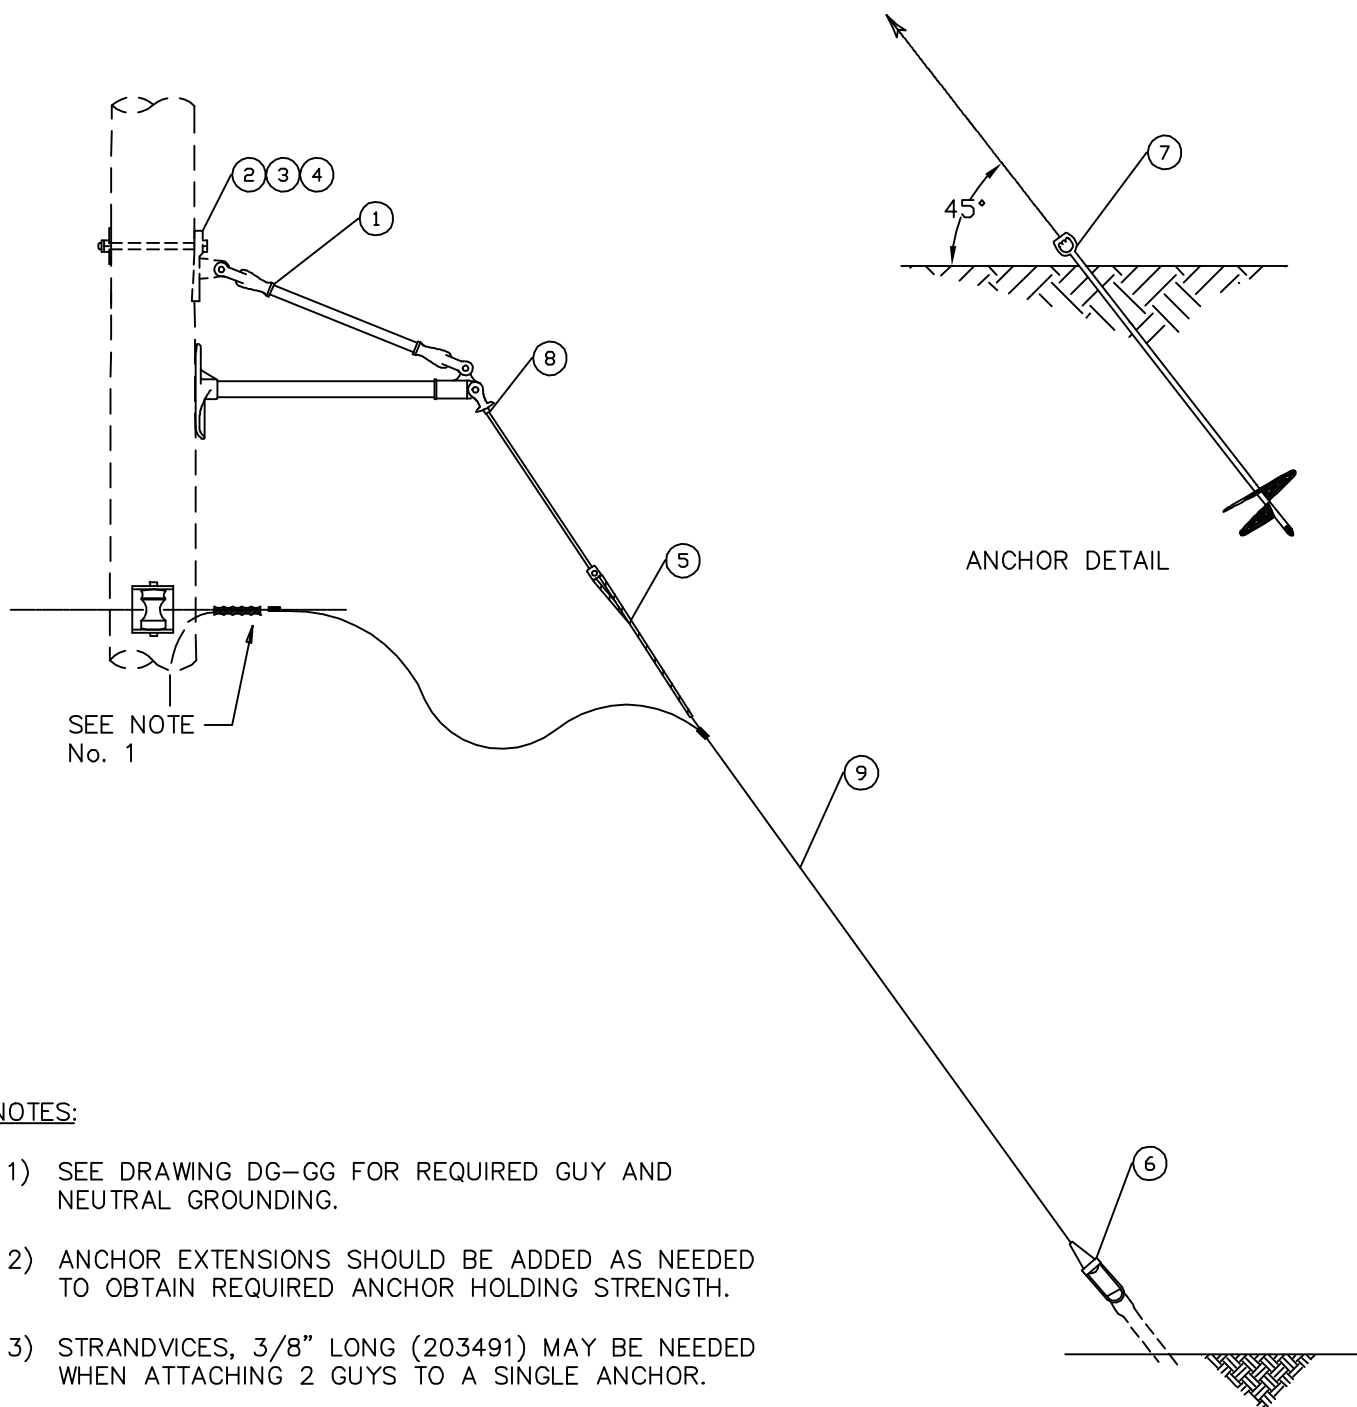 2 3 4
1
7
45°
8
ANCHOR DETAIL
5
SEE NOTE
No. 1
9
NOTES:
1) SEE DRAWING DG-GG FOR REQUIRED GUY AND
NEUTRAL GROUNDING.
6
2) ANCHOR EXTENSIONS SHOULD BE ADDED AS NEEDED
TO OBTAIN REQUIRED ANCHOR HOLDING STRENGTH.
3) STRANDVICES, 3/8" LONG (203491) MAY BE NEEDED
WHEN ATTACHING 2 GUYS TO A SINGLE ANCHOR.